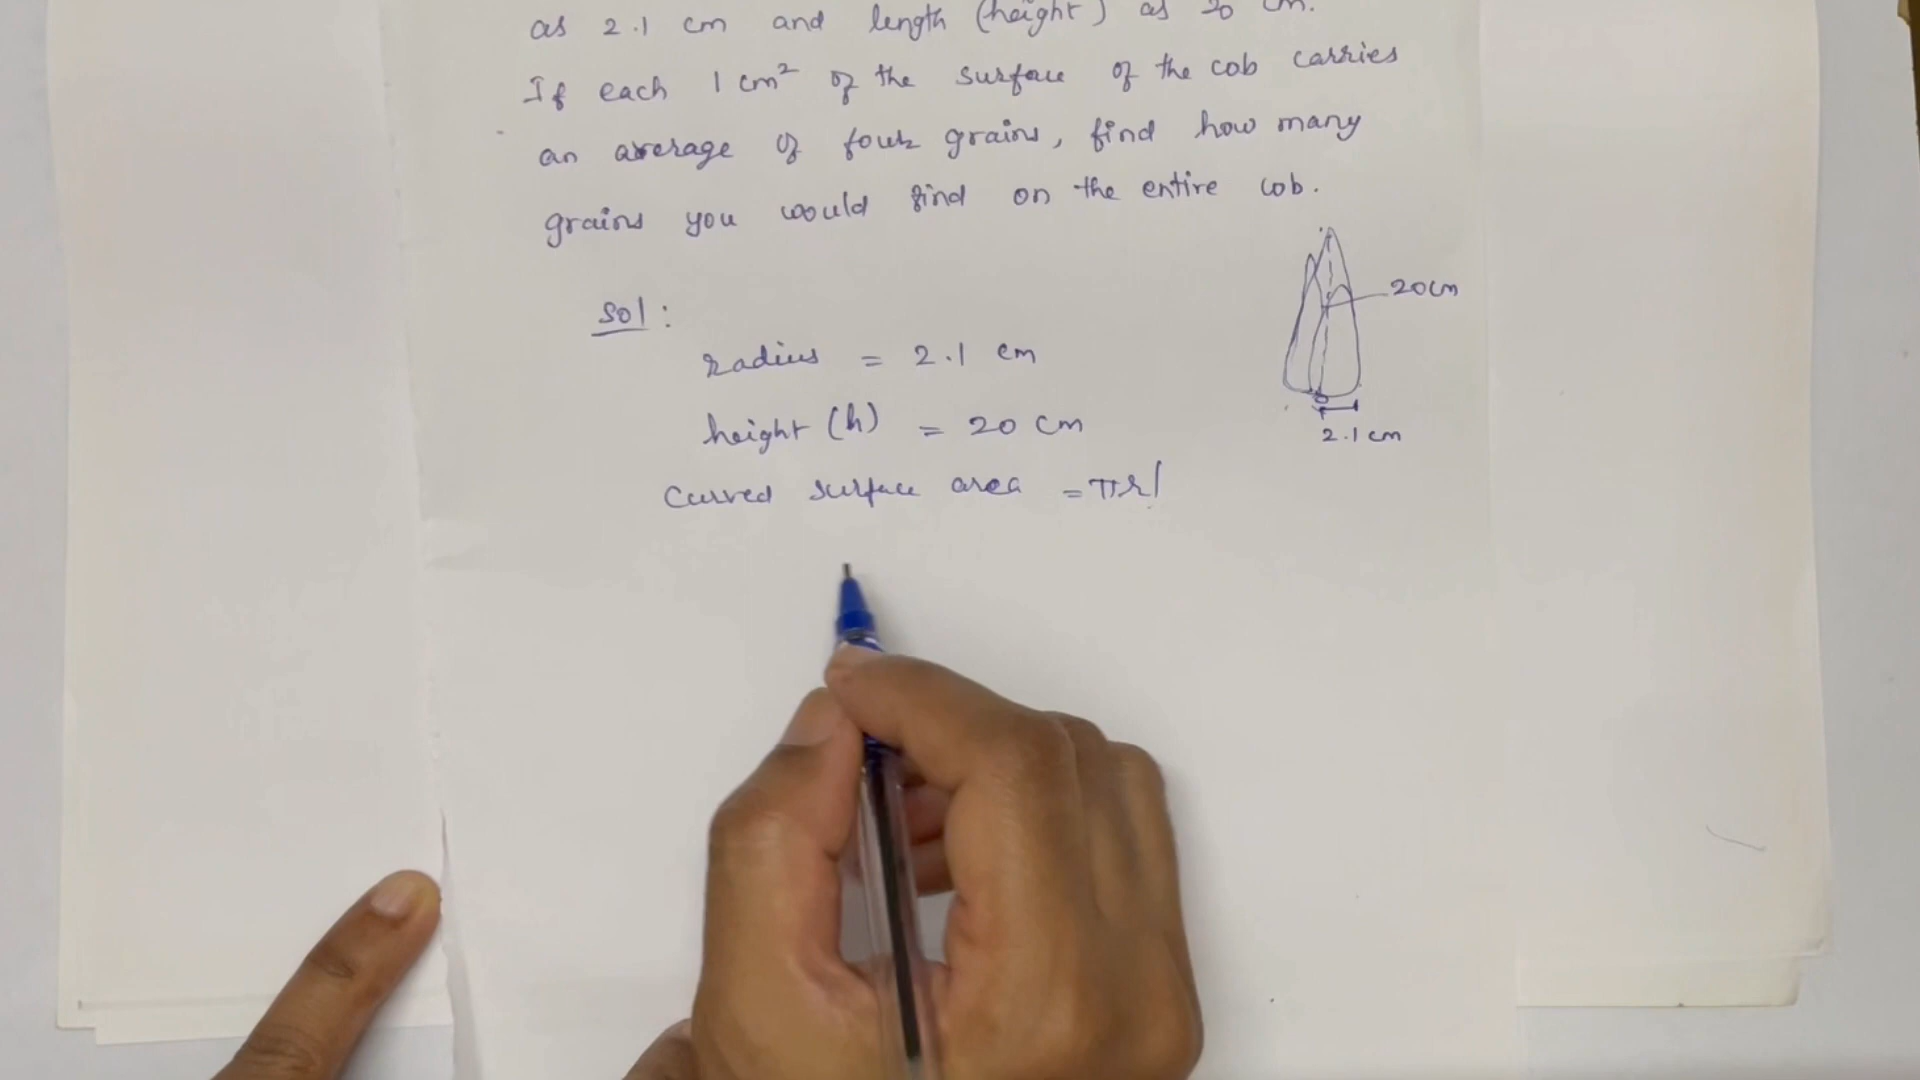 as 2.1 cm and length (height) as 20 cm.
If each 1 cm² of the surface of the cob carries
an average of four grains, find how many
grains you would find on the entire cob.
20cm
sol:
radius = 2.1 cm
height (h) = 20 cm
2.1 cm
Curved surface area = πrl